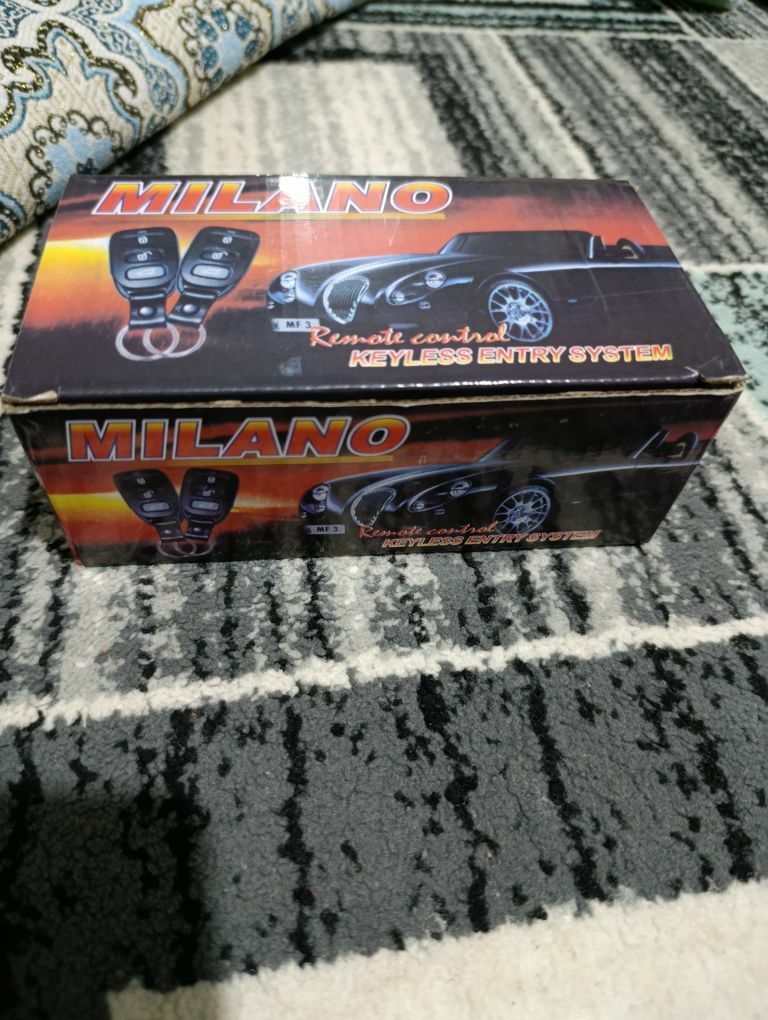 MILANO
MF 3
Remote control
KEYLESS ENTRY SYSTEM
MILANO
MF 3
Remote control
KEYLESS ENTRY SYSTEM